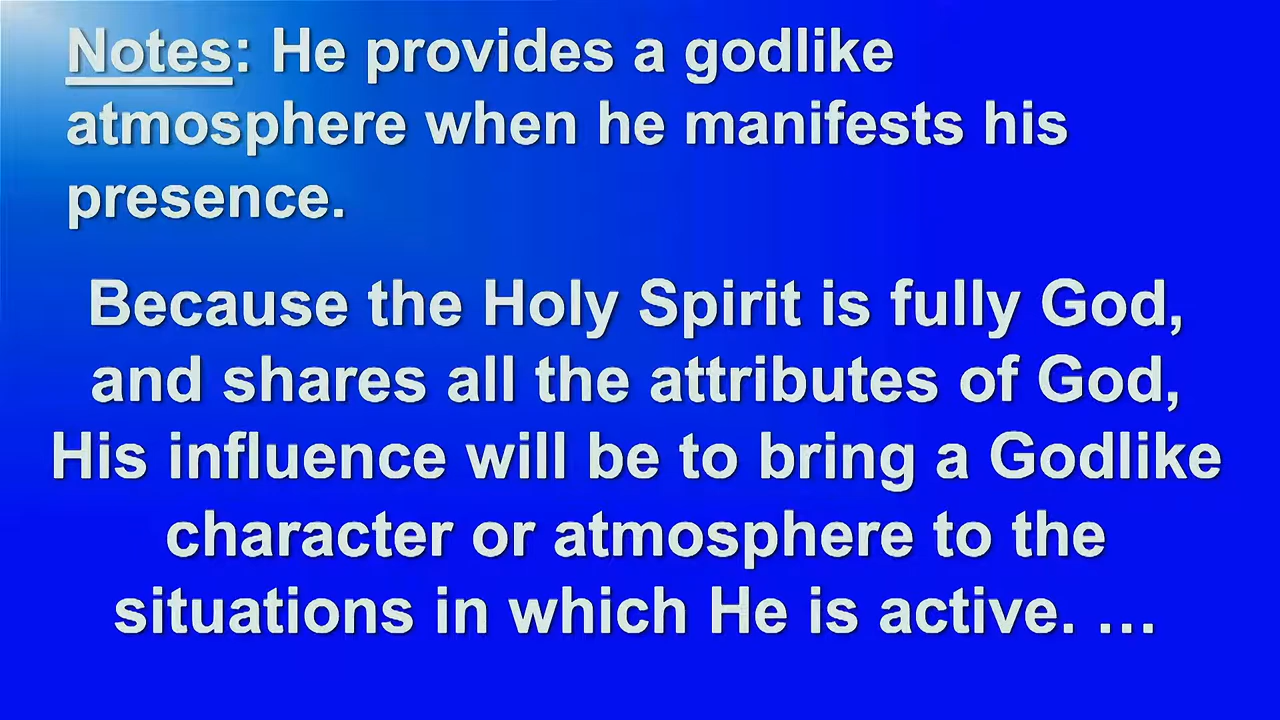 Notes: He provides a godlike
atmosphere when he manifests his
presence.
Because the Holy Spirit is fully God,
and shares all the attributes of God,
His influence will be to bring a Godlike
character or atmosphere to the
situations in which He is active. …